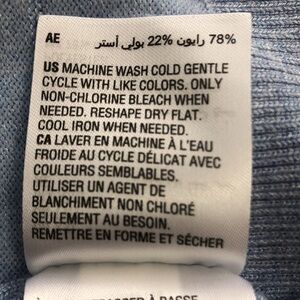 AE 78% رايون 22% بولي أستر
US MACHINE WASH COLD GENTLE
CYCLE WITH LIKE COLORS. ONLY
NON-CHLORINE BLEACH WHEN
NEEDED. RESHAPE DRY FLAT.
COOL IRON WHEN NEEDED.
CA LAVER EN MACHINE À L'EAU
FROIDE AU CYCLE DÉLICAT AVEC
COULEURS SEMBLABLES.
UTILISER UN AGENT DE
BLANCHIMENT NON CHLORÉ
SEULEMENT AU BESOIN.
REMETTRE EN FORME ET SÉCHER
À BASSE